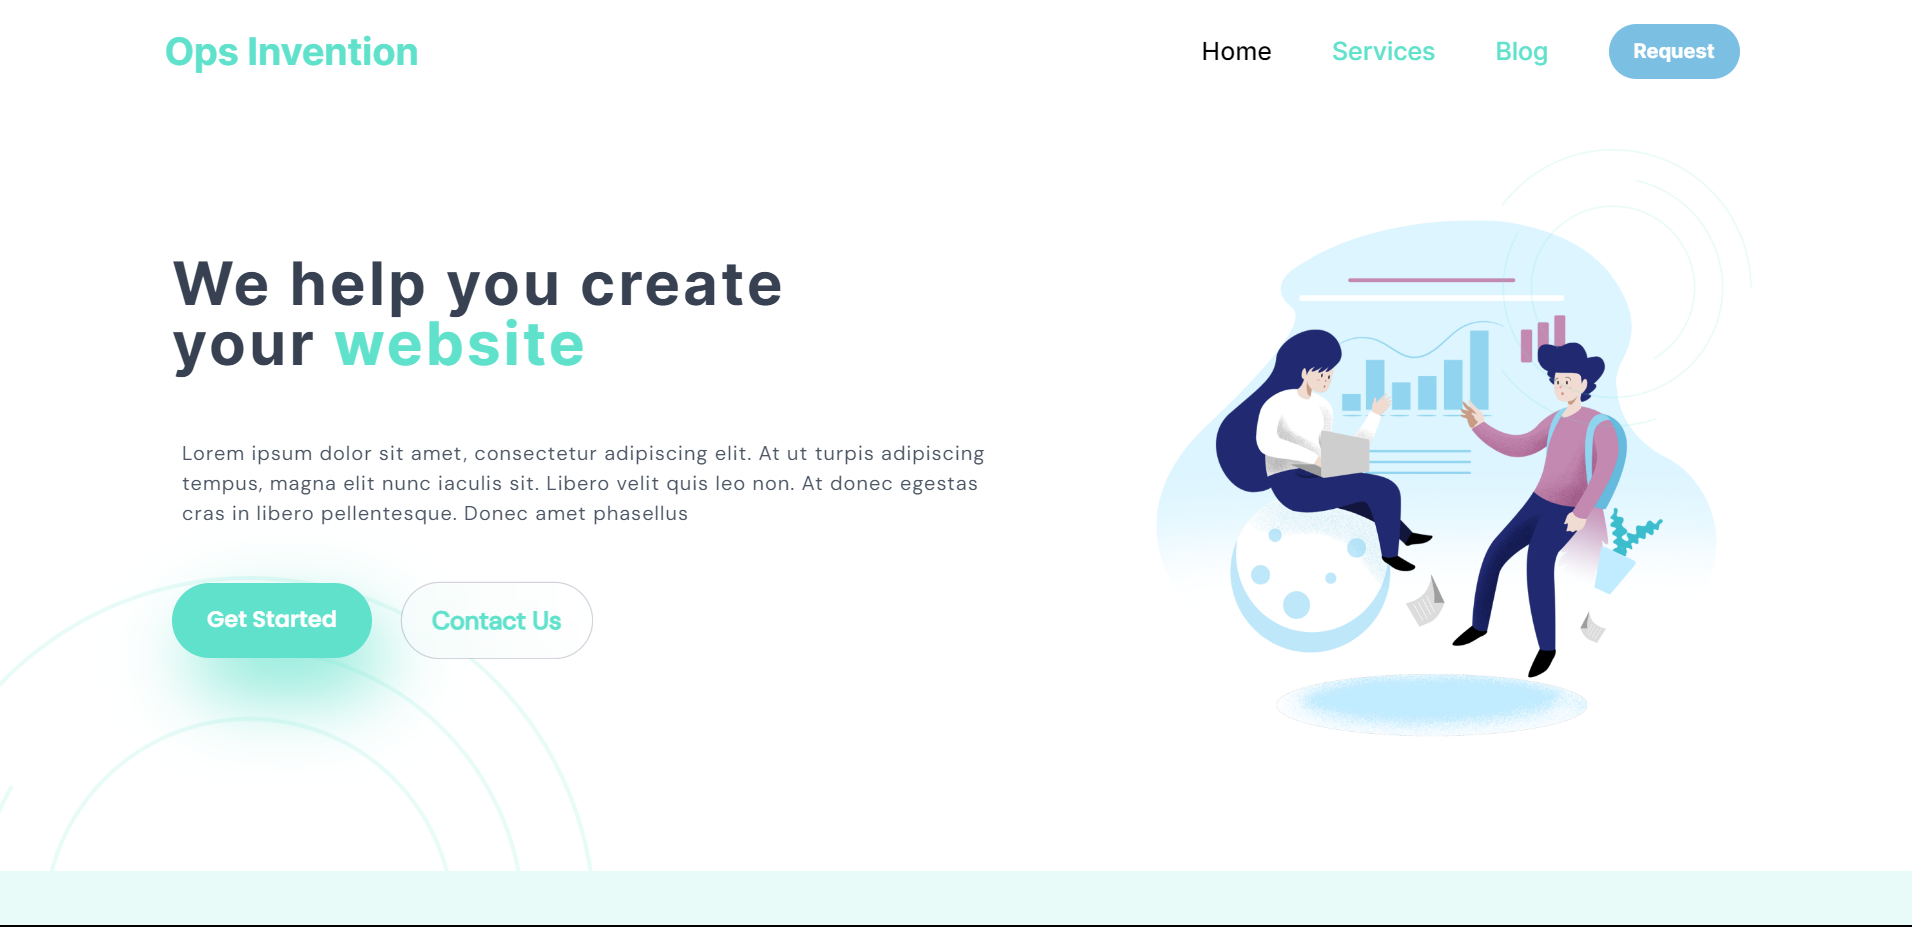 Ops Invention
Home
Services
Blog
Request
We help you create
your website
Lorem ipsum dolor sit amet, consectetur adipiscing elit. At ut turpis adipiscing
tempus, magna elit nunc iaculis sit. Libero velit quis leo non. At donec egestas
cras in libero pellentesque. Donec amet phasellus
Get Started
Contact Us